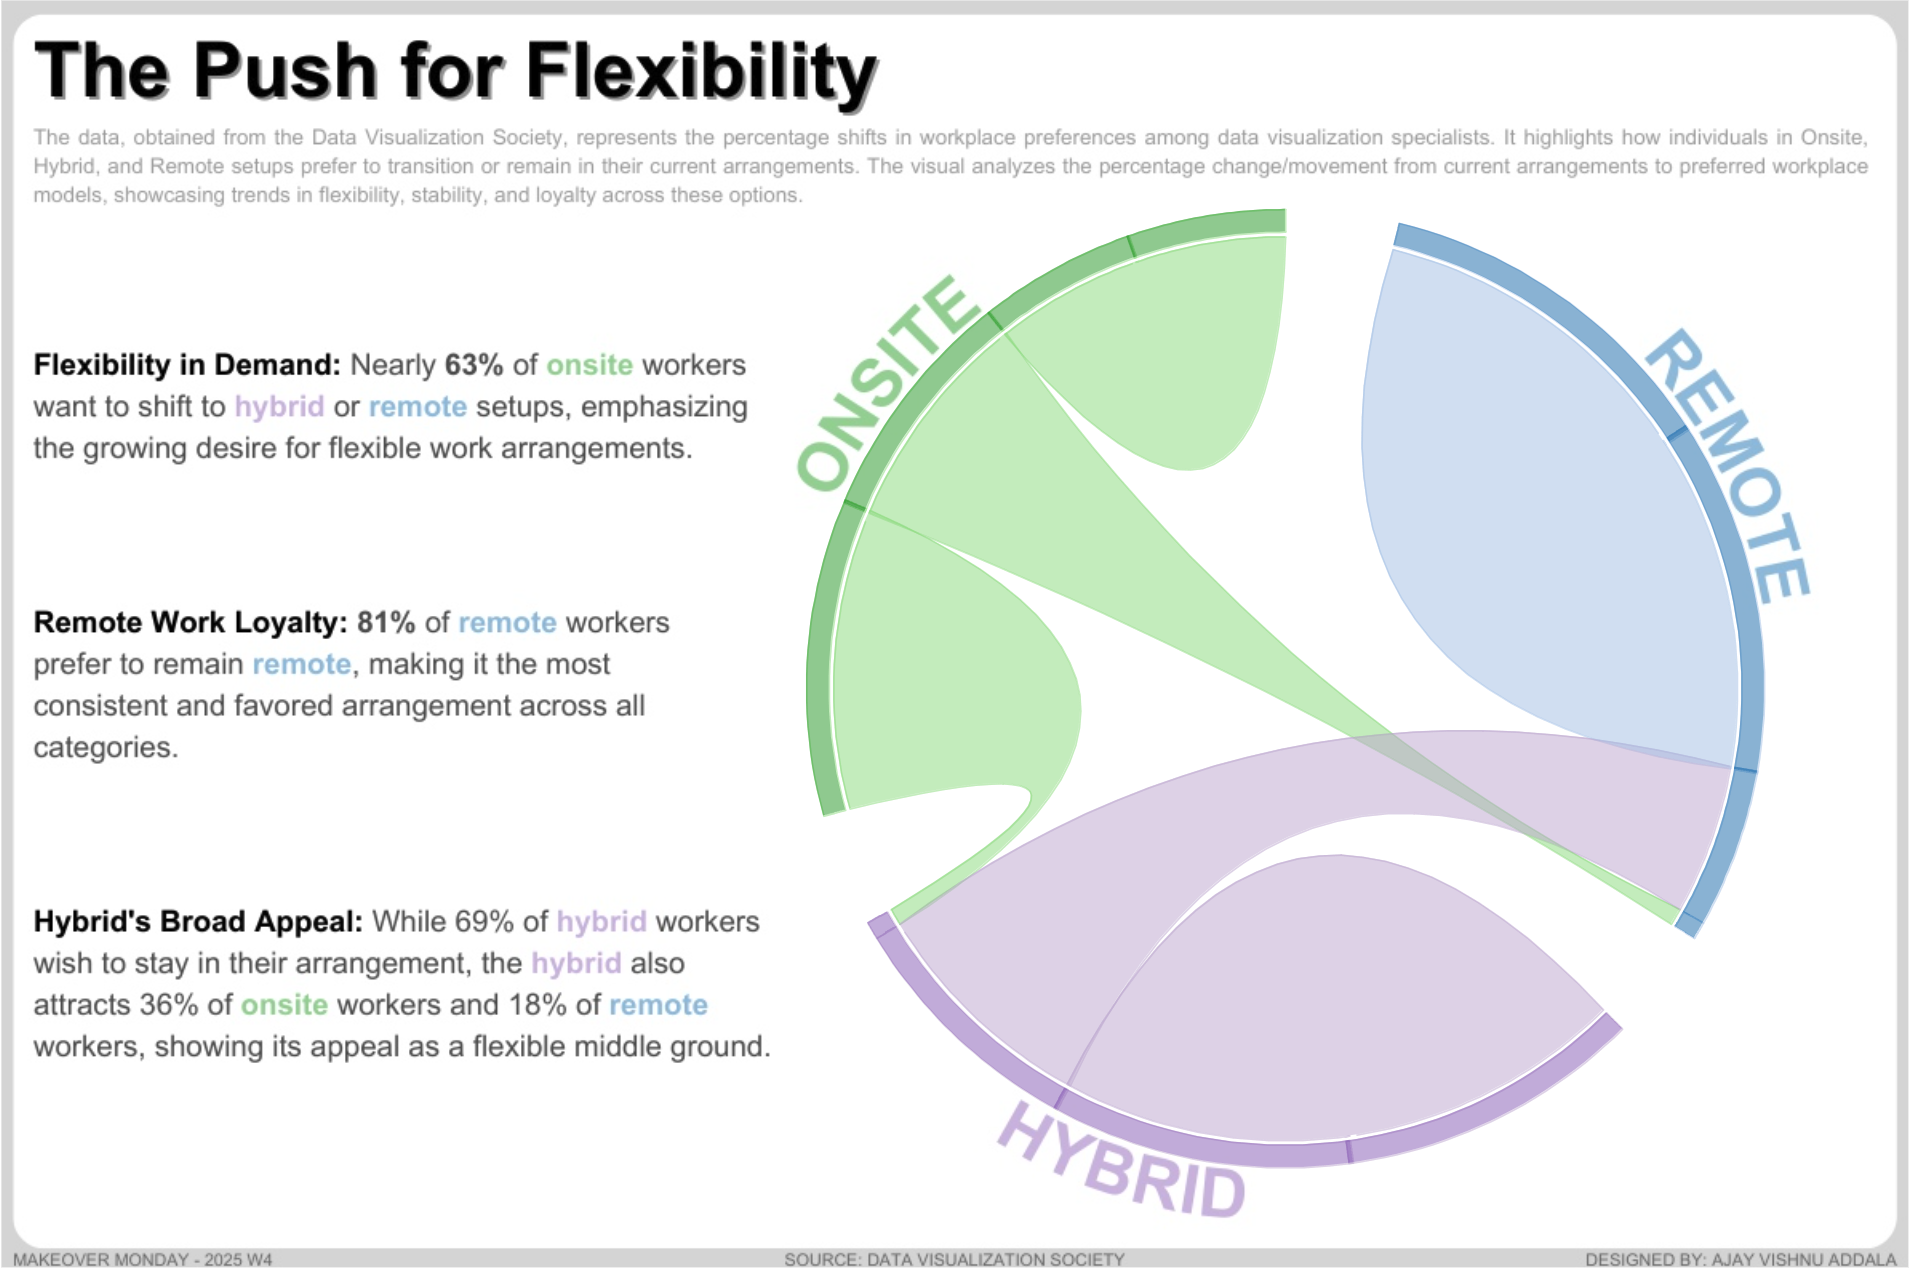 The Push for Flexibility
The data, obtained from the Data Visualization Society, represents the percentage shifts in workplace preferences among data visualization specialists. It highlights how individuals in Onsite,
Hybrid, and Remote setups prefer to transition or remain in their current arrangements. The visual analyzes the percentage change/movement from current arrangements to preferred workplace
models, showcasing trends in flexibility, stability, and loyalty across these options.
Flexibility in Demand: Nearly 63% of onsite workers
want to shift to hybrid or remote setups, emphasizing
the growing desire for flexible work arrangements.
Remote Work Loyalty: 81% of remote workers
prefer to remain remote, making it the most
consistent and favored arrangement across all
categories.
Hybrid's Broad Appeal: While 69% of hybrid workers
wish to stay in their arrangement, the hybrid also
attracts 36% of onsite workers and 18% of remote
workers, showing its appeal as a flexible middle ground.
ONSITE
REMOTE
HYBRID
MAKEOVER MONDAY - 2025 W4
SOURCE: DATA VISUALIZATION SOCIETY
DESIGNED BY: AJAY VISHNU ADDALA